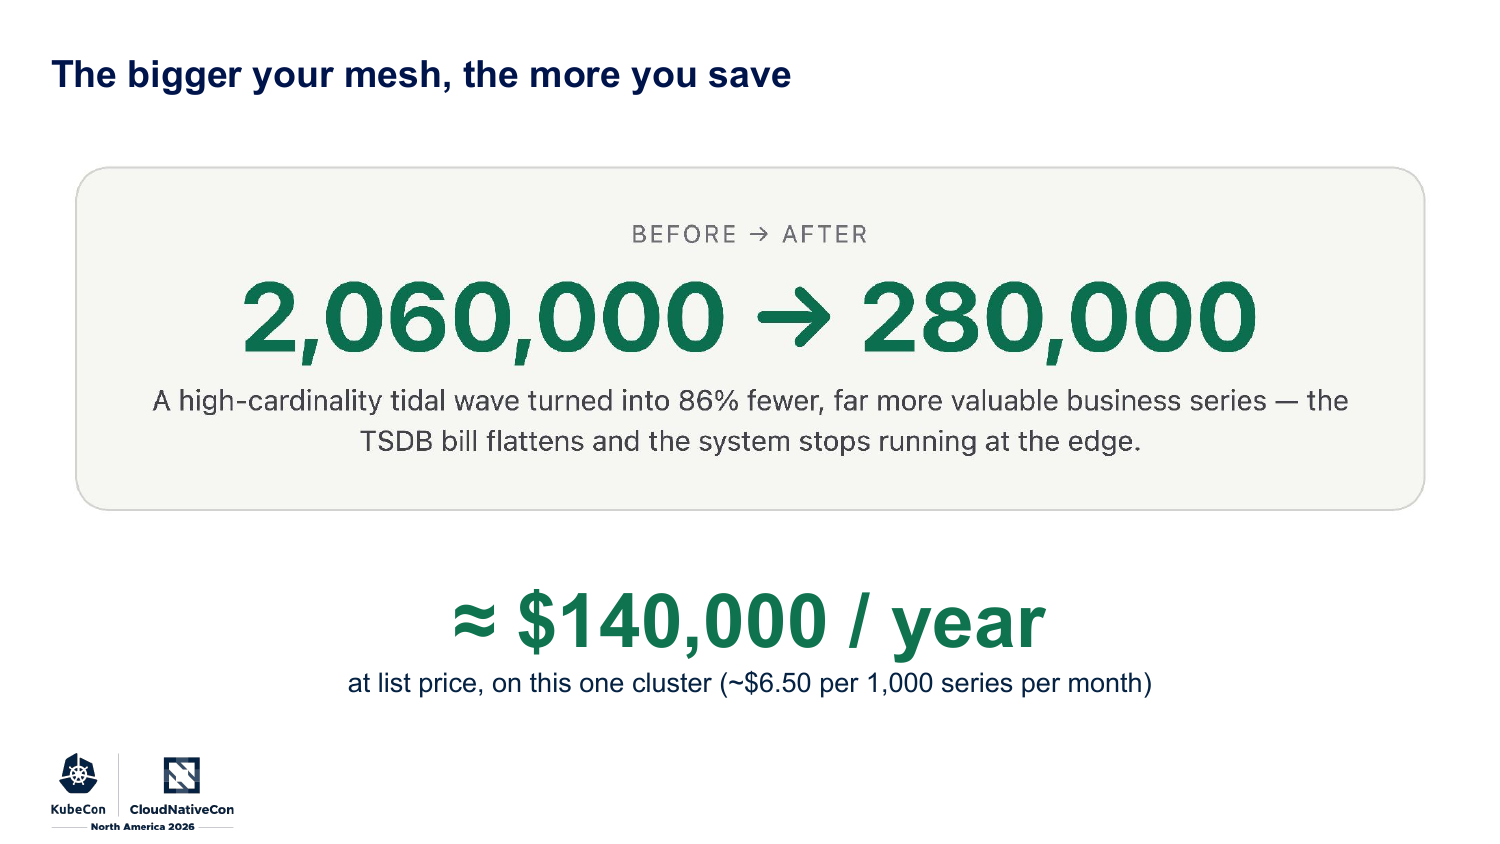 The bigger your mesh, the more you save
BEFORE → AFTER
2,060,000 → 280,000
A high-cardinality tidal wave turned into 86% fewer, far more valuable business series — the
TSDB bill flattens and the system stops running at the edge.
≈ $140,000 / year
at list price, on this one cluster (~$6.50 per 1,000 series per month)
KubeCon
CloudNativeCon
North America 2026